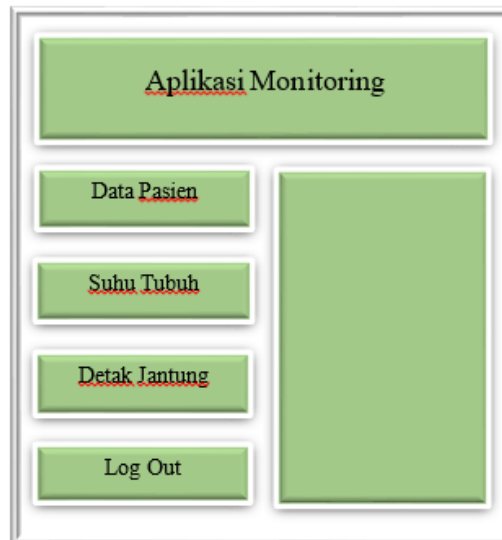 Aplikasi Monitoring
Data Pasien
Suhu Tubuh
Detak Jantung
Log Out